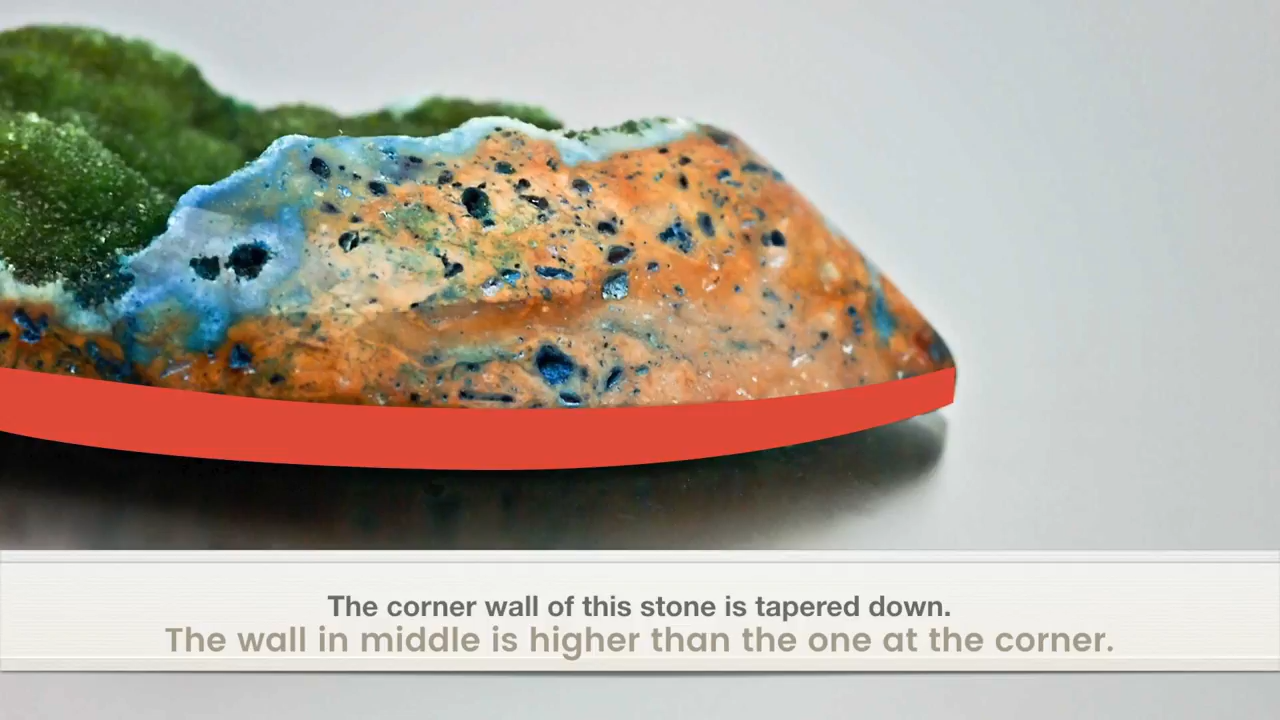 The corner wall of this stone is tapered down.
The wall in middle is higher than the one at the corner.